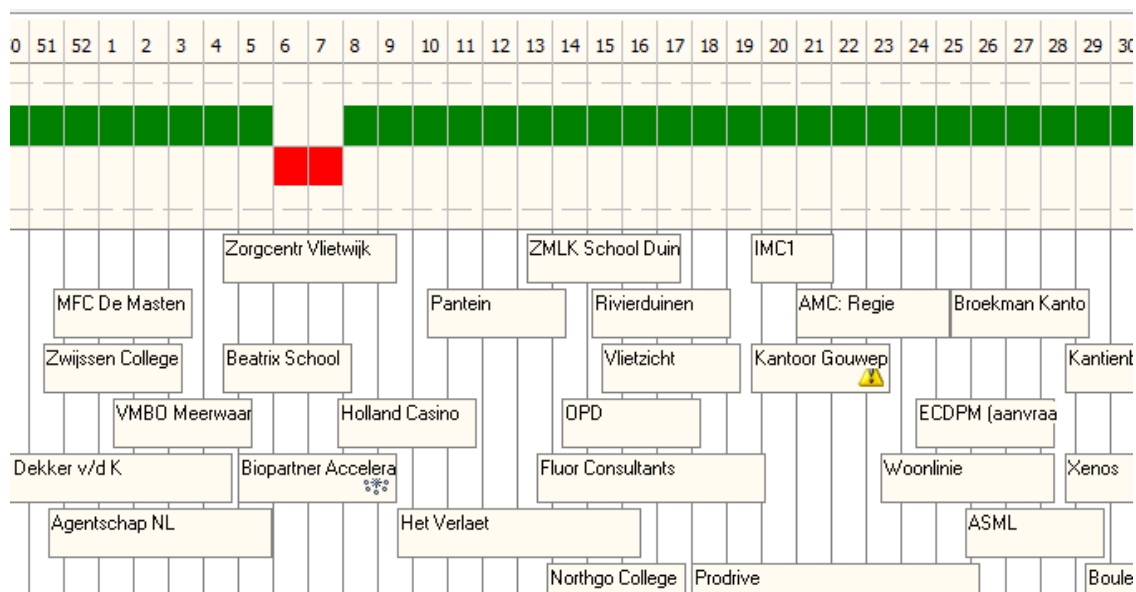 0 51 52 1 2 3 4 5 6 7 8 9 10 11 12 13 14 15 16 17 18 19 20 21 22 23 24 25 26 27 28 29 30
Zorgcentr Vlietwijk ZMLK School Duin IMC1
MFC De Masten Pantein Rivierduinen AMC: Regie Broekman Kanto
Zwijssen College Beatrix School Vlietzicht Kantoor Gouwep Kantienb
VMBO Meerwaar Holland Casino OPD ECDPM (aanvraa
Dekker v/d K Biopartner Accelera Fluor Consultants Woonlinie Xenos
Agentschap NL Het Verlaet ASML
Northgo College Prodrive Boule